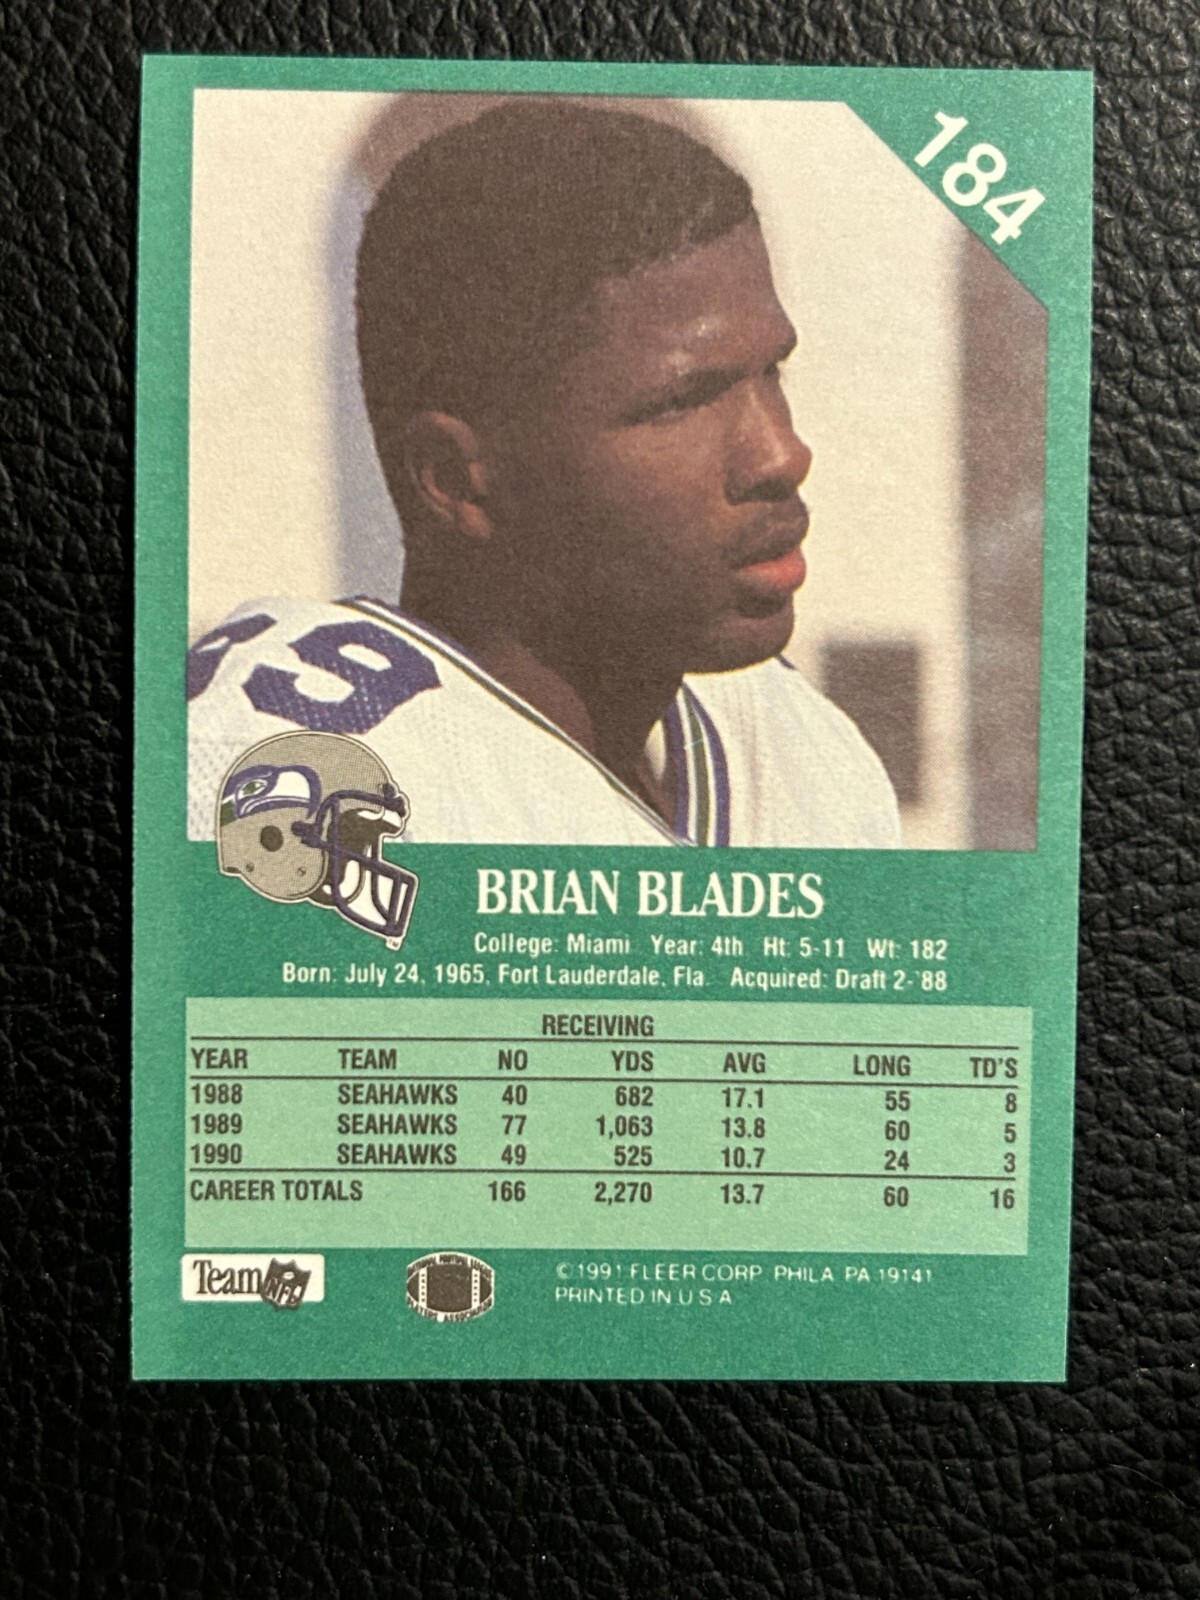 184
89
BRIAN BLADES
College: Miami Year: 4th Ht: 5-11 Wt: 182
Born: July 24, 1965, Fort Lauderdale, Fla. Acquired: Draft 2-'88
RECEIVING
YEAR TEAM NO YDS AVG LONG TD'S
1988 SEAHAWKS 40 682 17.1 55 8
1989 SEAHAWKS 77 1,063 13.8 60 5
1990 SEAHAWKS 49 525 10.7 24 3
CAREER TOTALS 166 2,270 13.7 60 16
Team NFL
© 1991 FLEER CORP. PHILA. PA 19141
PRINTED IN U S A